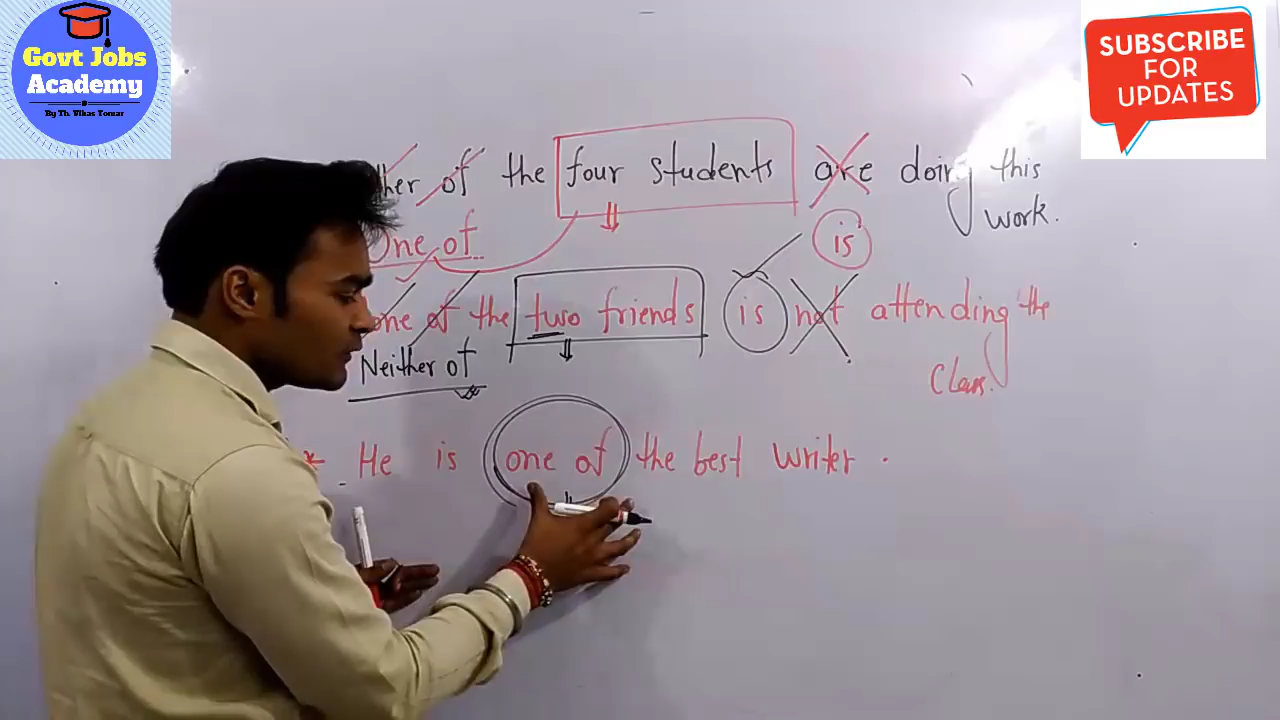 Govt Jobs
Academy
By Th. Vikas Tomar
SUBSCRIBE
FOR
UPDATES
ther of the four students are doing this
work.
One of is
one of the two friends is not attending the
Class.
Neither of
* He is one of the best writer.